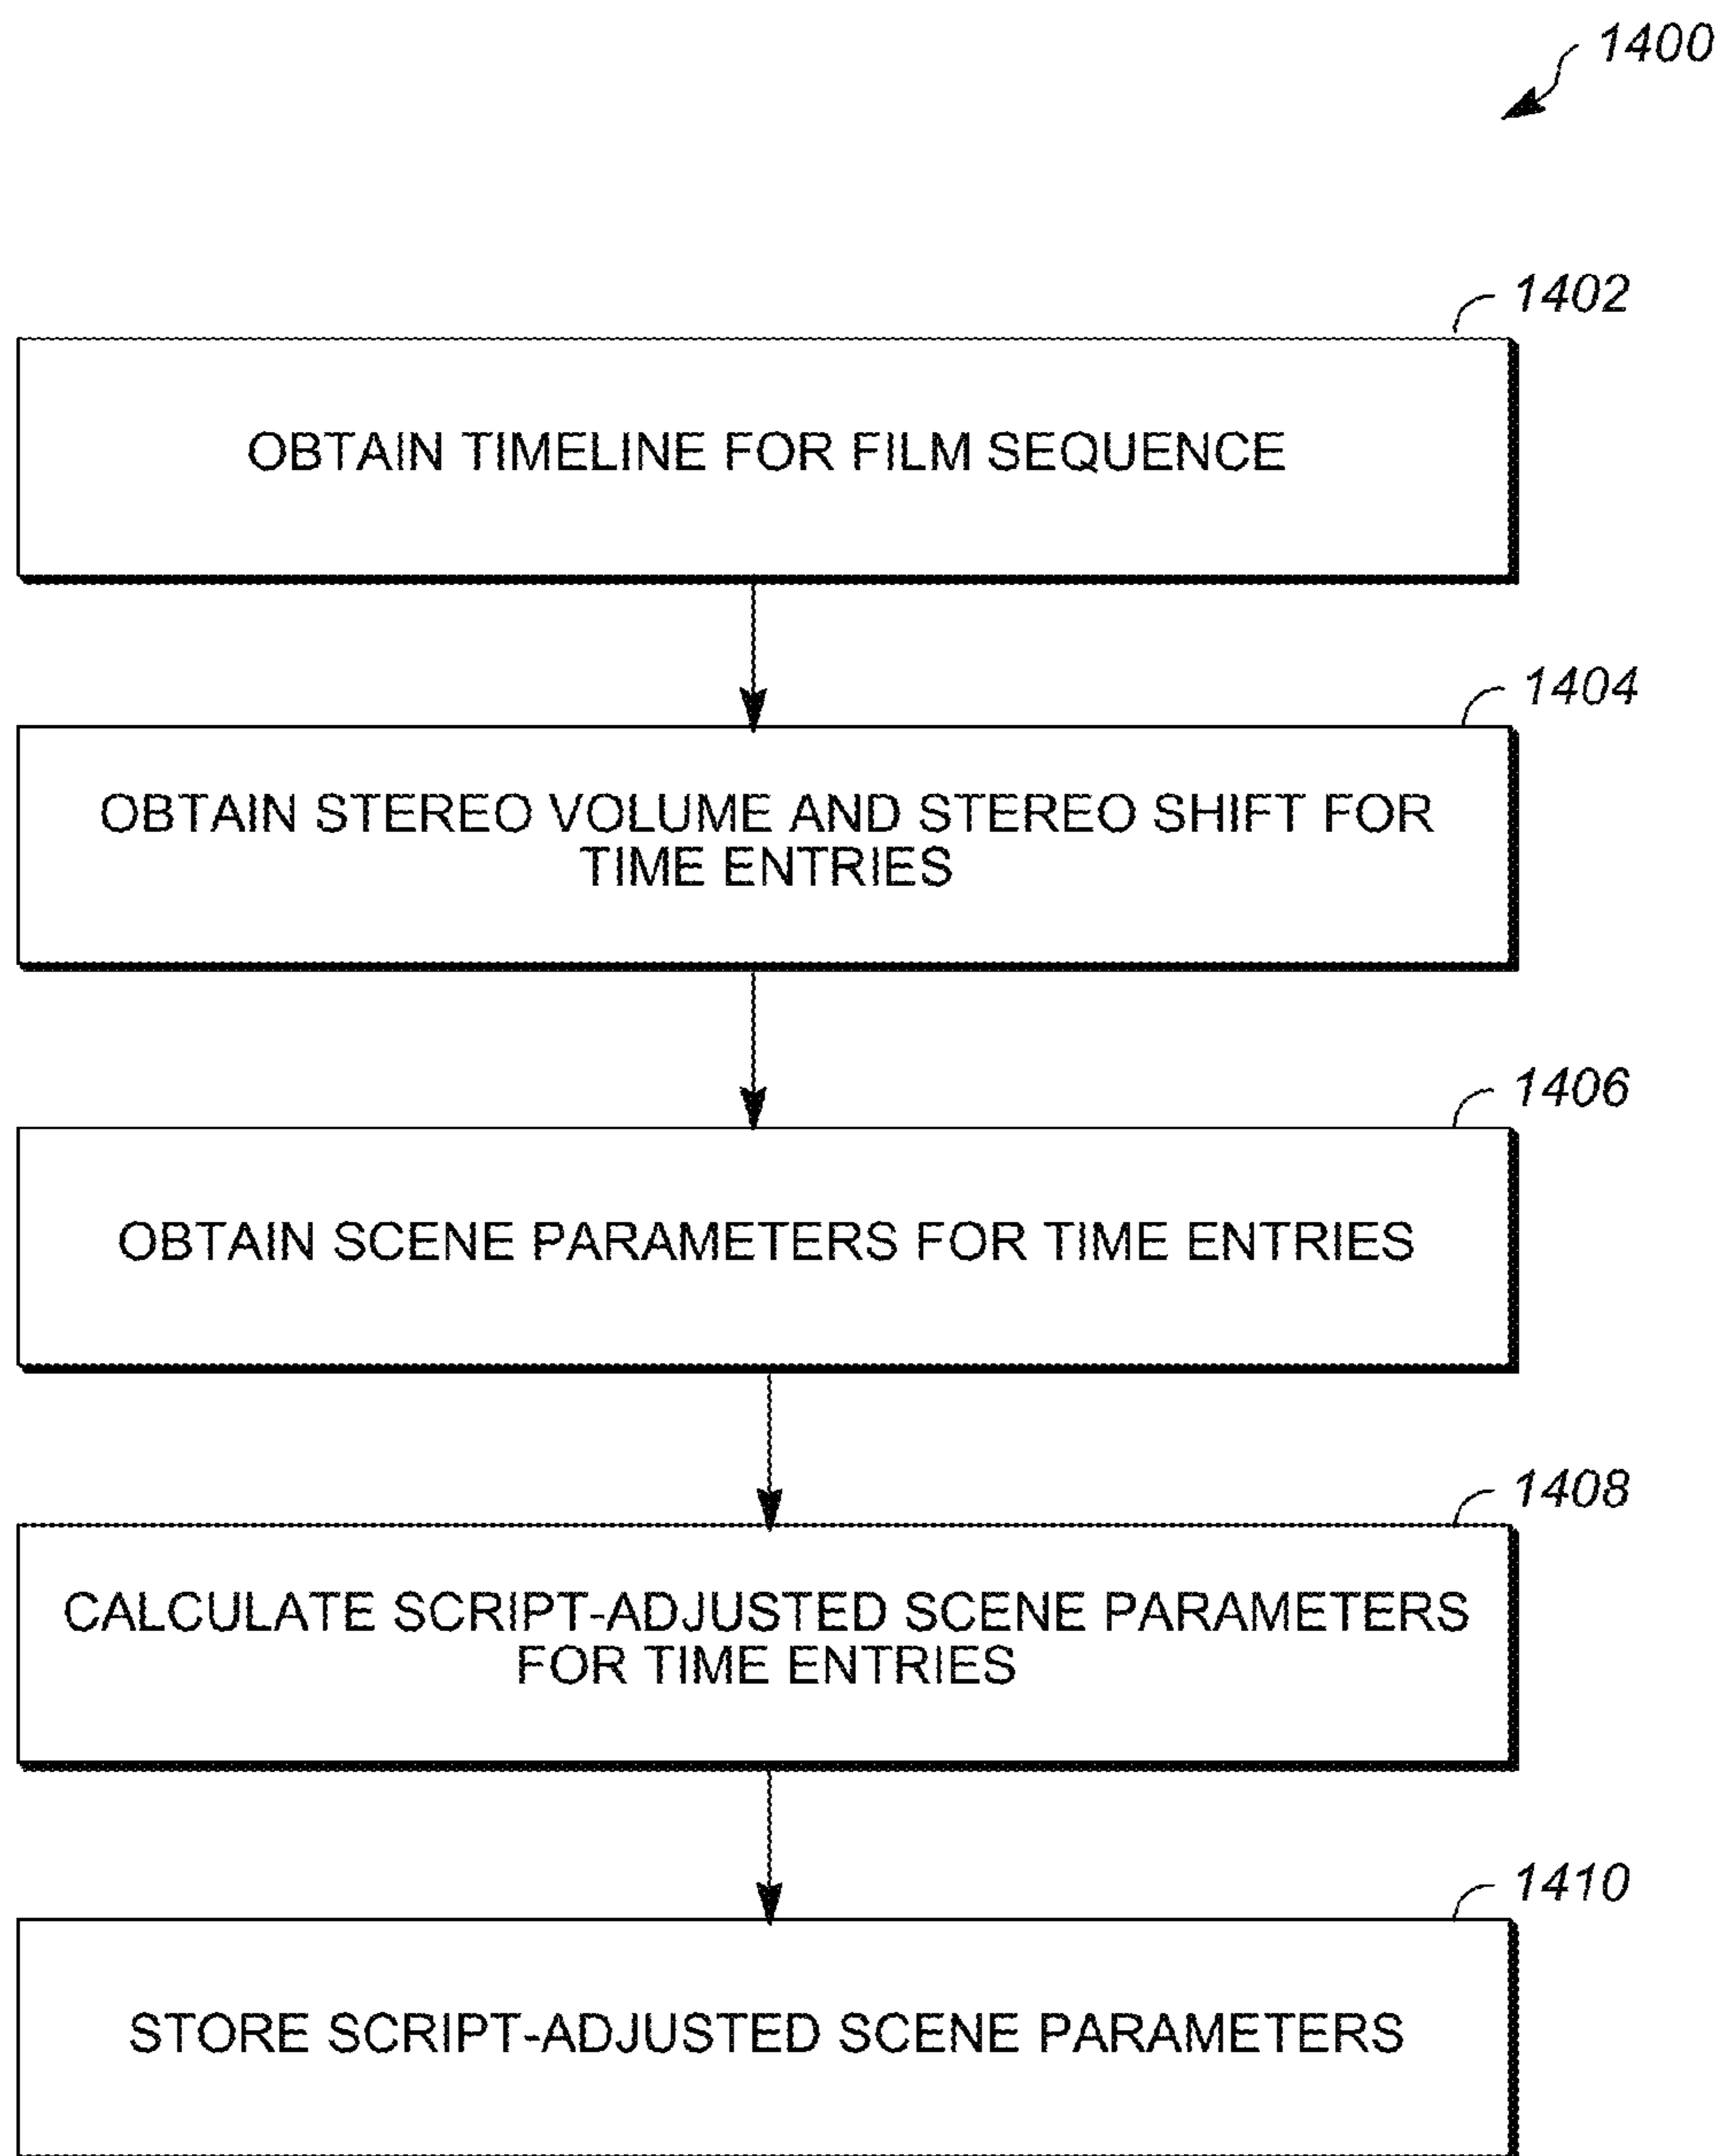 1400
1402
OBTAIN TIMELINE FOR FILM SEQUENCE
1404
OBTAIN STEREO VOLUME AND STEREO SHIFT FOR
TIME ENTRIES
1406
OBTAIN SCENE PARAMETERS FOR TIME ENTRIES
1408
CALCULATE SCRIPT-ADJUSTED SCENE PARAMETERS
FOR TIME ENTRIES
1410
STORE SCRIPT-ADJUSTED SCENE PARAMETERS